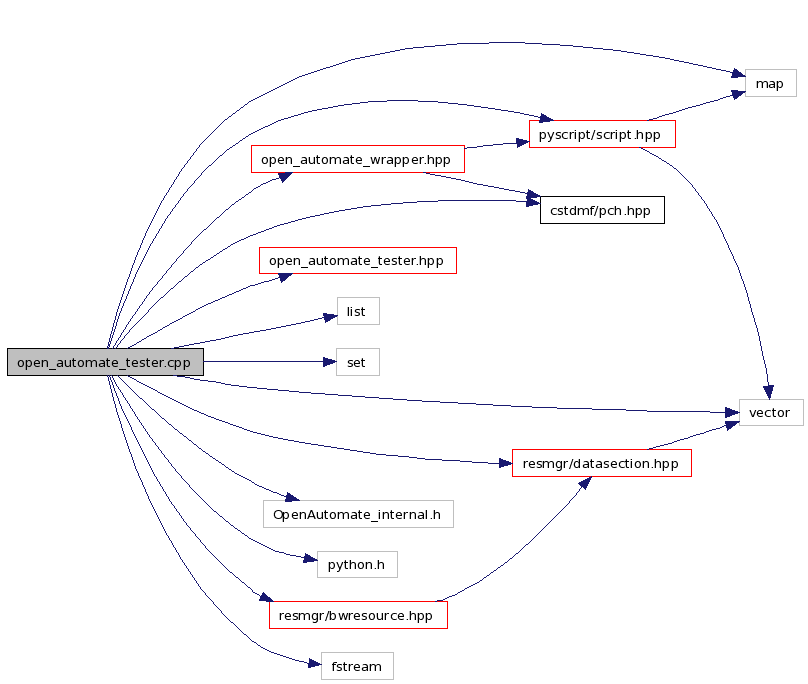 map
pyscript/script.hpp
open_automate_wrapper.hpp
cstdmf/pch.hpp
open_automate_tester.hpp
list
open_automate_tester.cpp
set
vector
resmgr/datasection.hpp
OpenAutomate_internal.h
python.h
resmgr/bwresource.hpp
fstream